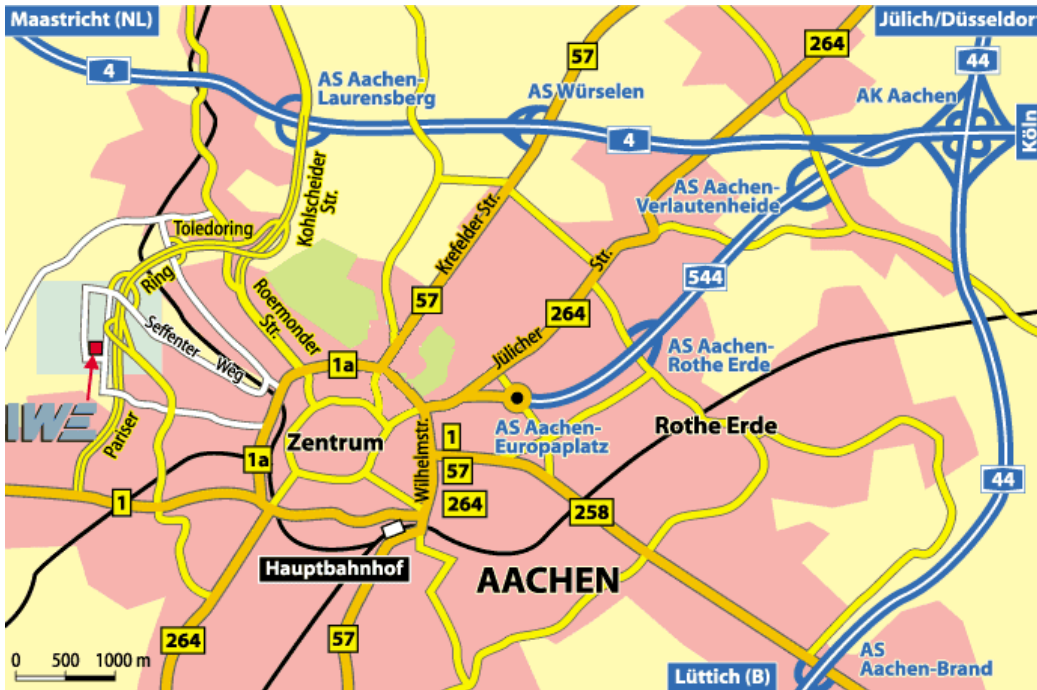 Maastricht (NL)
Jülich/Düsseldorf
57
264
44
4
AS Aachen-
Laurensberg
AS Würselen
AK Aachen
Köln
4
Kohlscheider
Str.
AS Aachen-
Verlautenheide
Toledoring
Krefelder Str.
Ring
Str.
544
57
264
Roermonder
Str.
Seffenter
Weg
Jülicher
AS Aachen-
Rothe Erde
1a
WE
Pariser
Zentrum
Wilhelmstr.
AS Aachen-
Europaplatz
Rothe Erde
1a
1
57
264
1
258
44
Hauptbahnhof
AACHEN
264
57
0 500 1000 m
Lüttich (B)
AS
Aachen-Brand